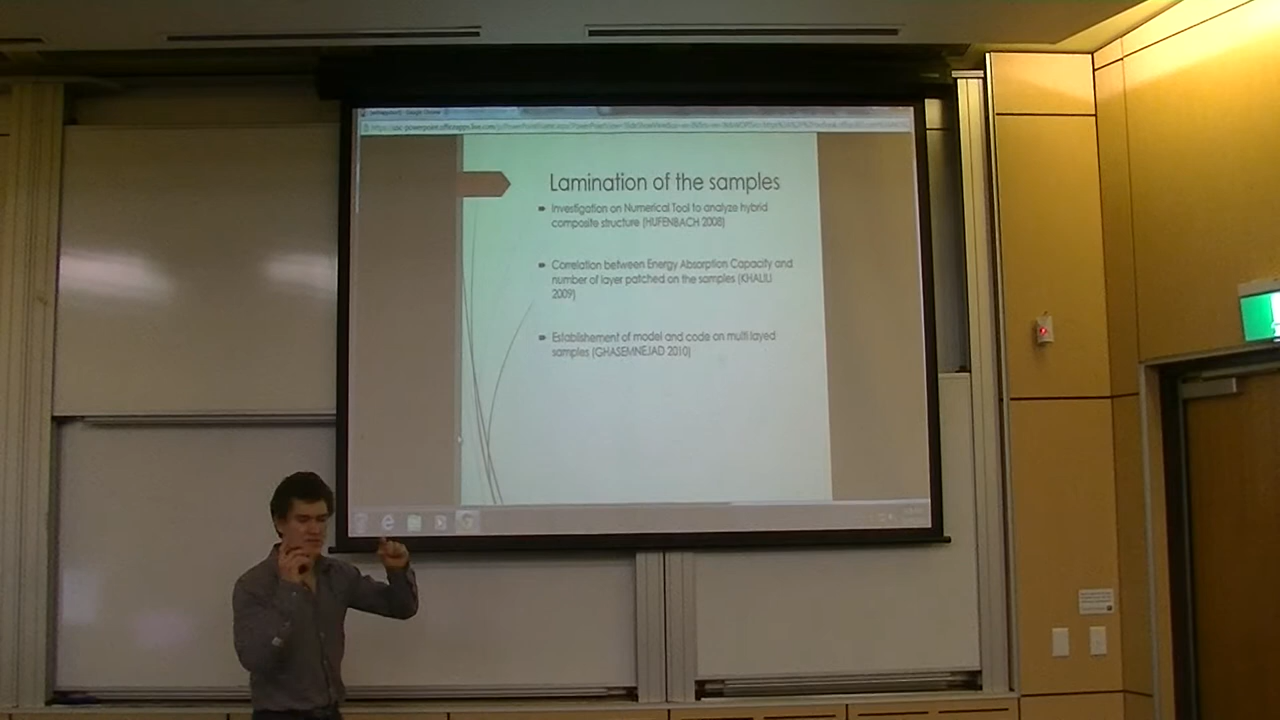 Lamination of the samples
Investigation on Numerical Tool to analyze hybrid
composite structure (HUFENBACH 2008)
Correlation between Energy Absorption Capacity and
number of layer patched on the samples (KHALILI
2009)
Establishement of model and code on multi layed
samples (GHASEMNEJAD 2010)